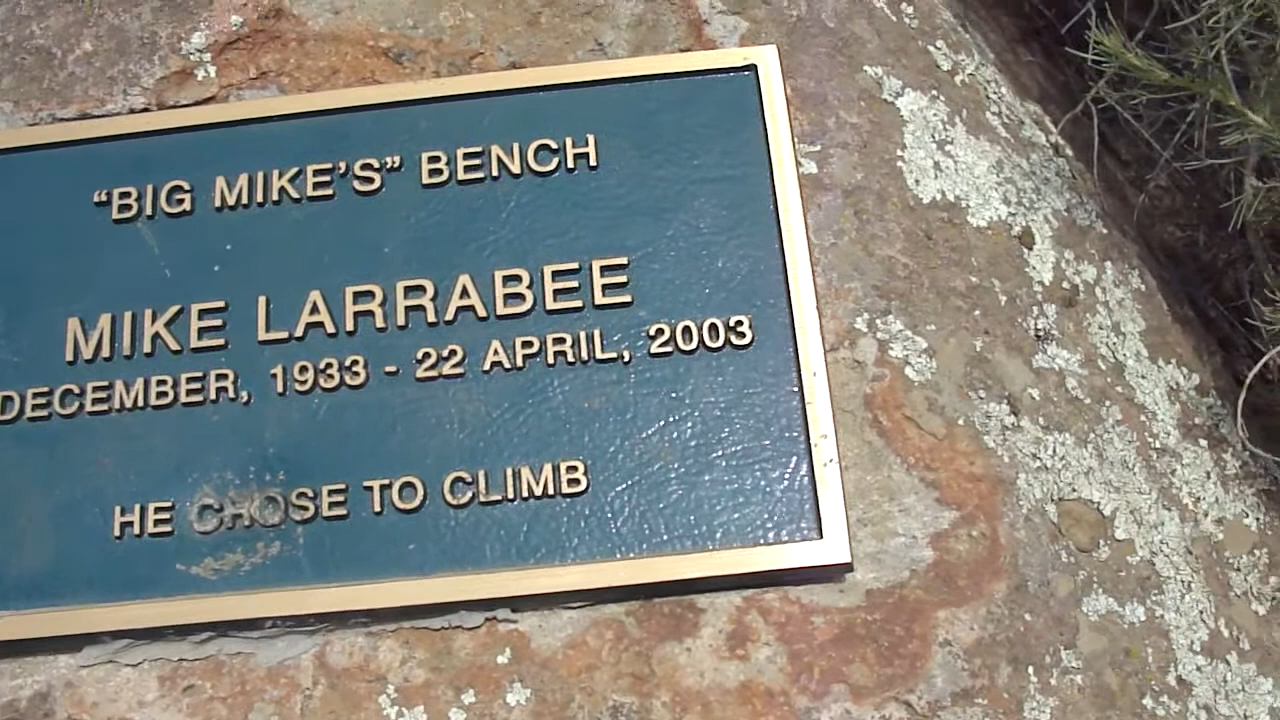 “BIG MIKE’S” BENCH
MIKE LARRABEE
DECEMBER, 1933 - 22 APRIL, 2003
HE CHOSE TO CLIMB